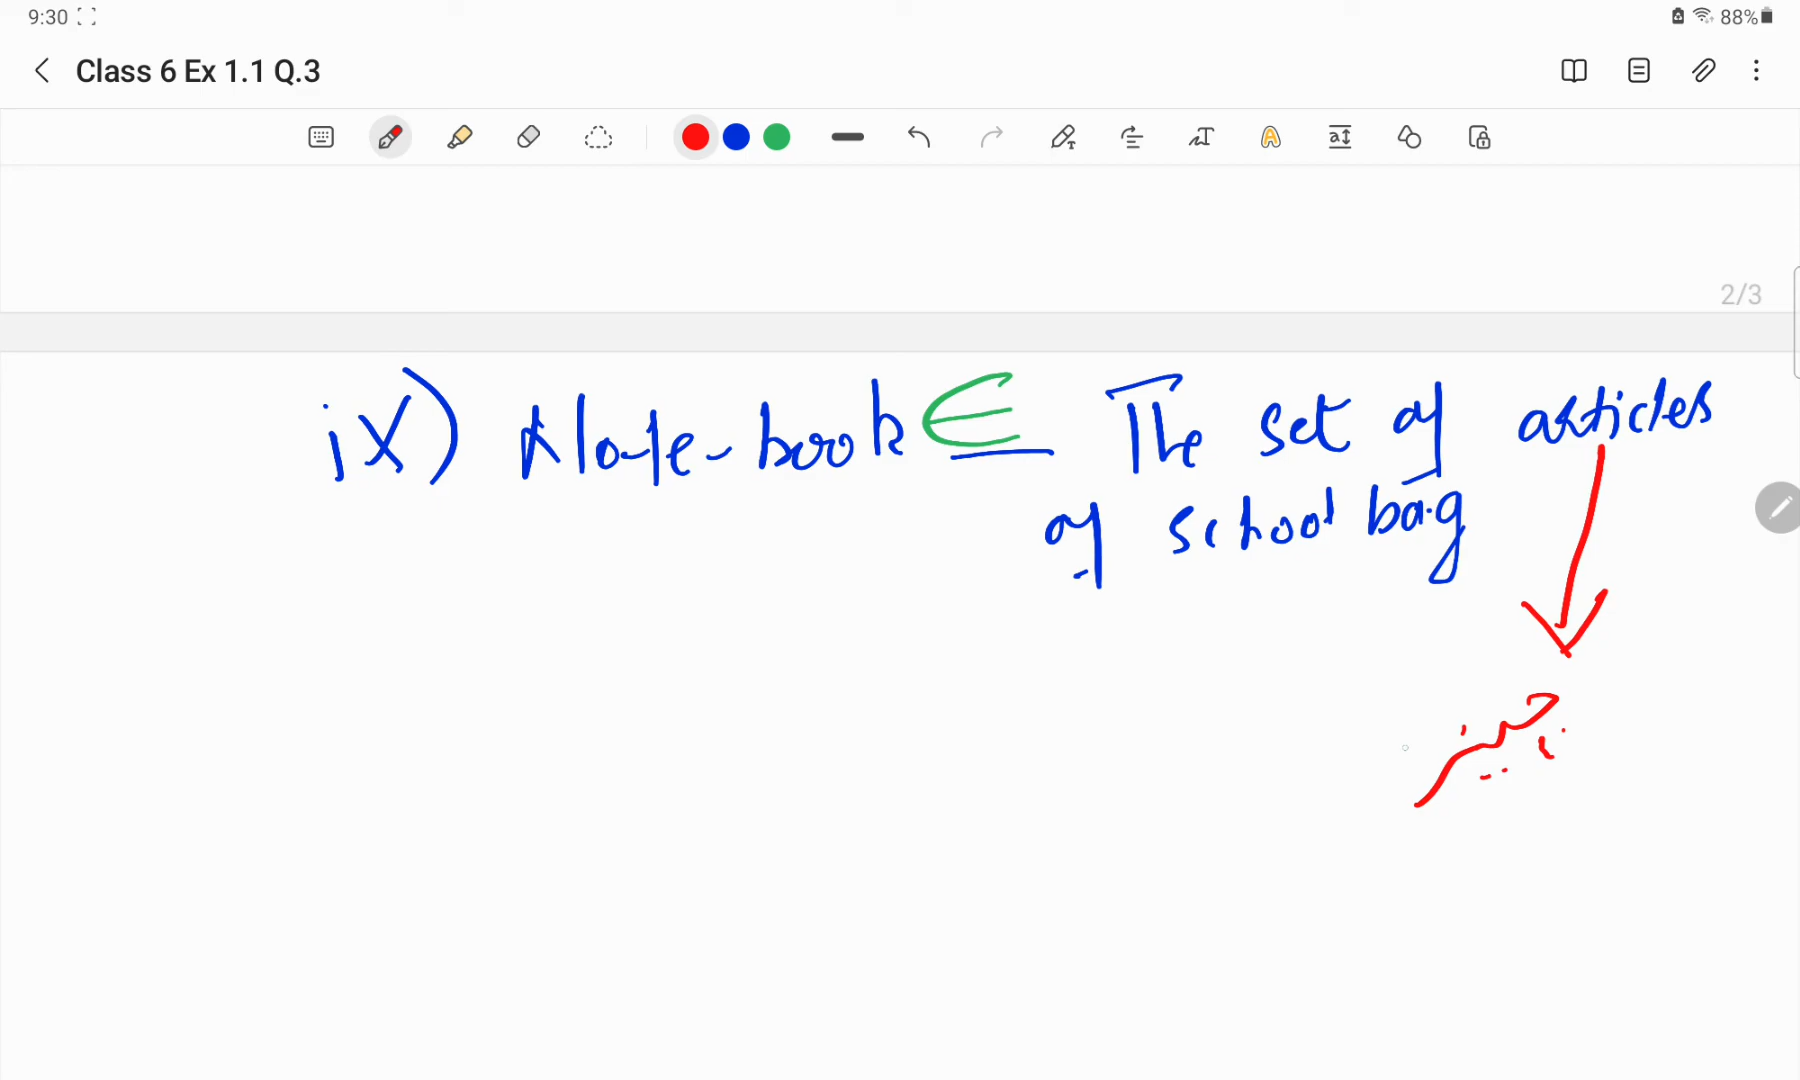 9:30 88%
Class 6 Ex 1.1 Q.3
2/3
ix) Note-book ∈ The set of articles
of school bag